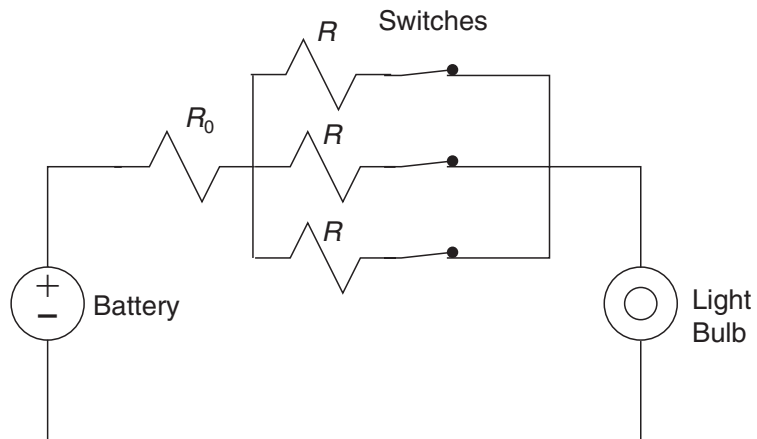 Switches
R
R₀
R
R
+
−
Battery
Light
Bulb